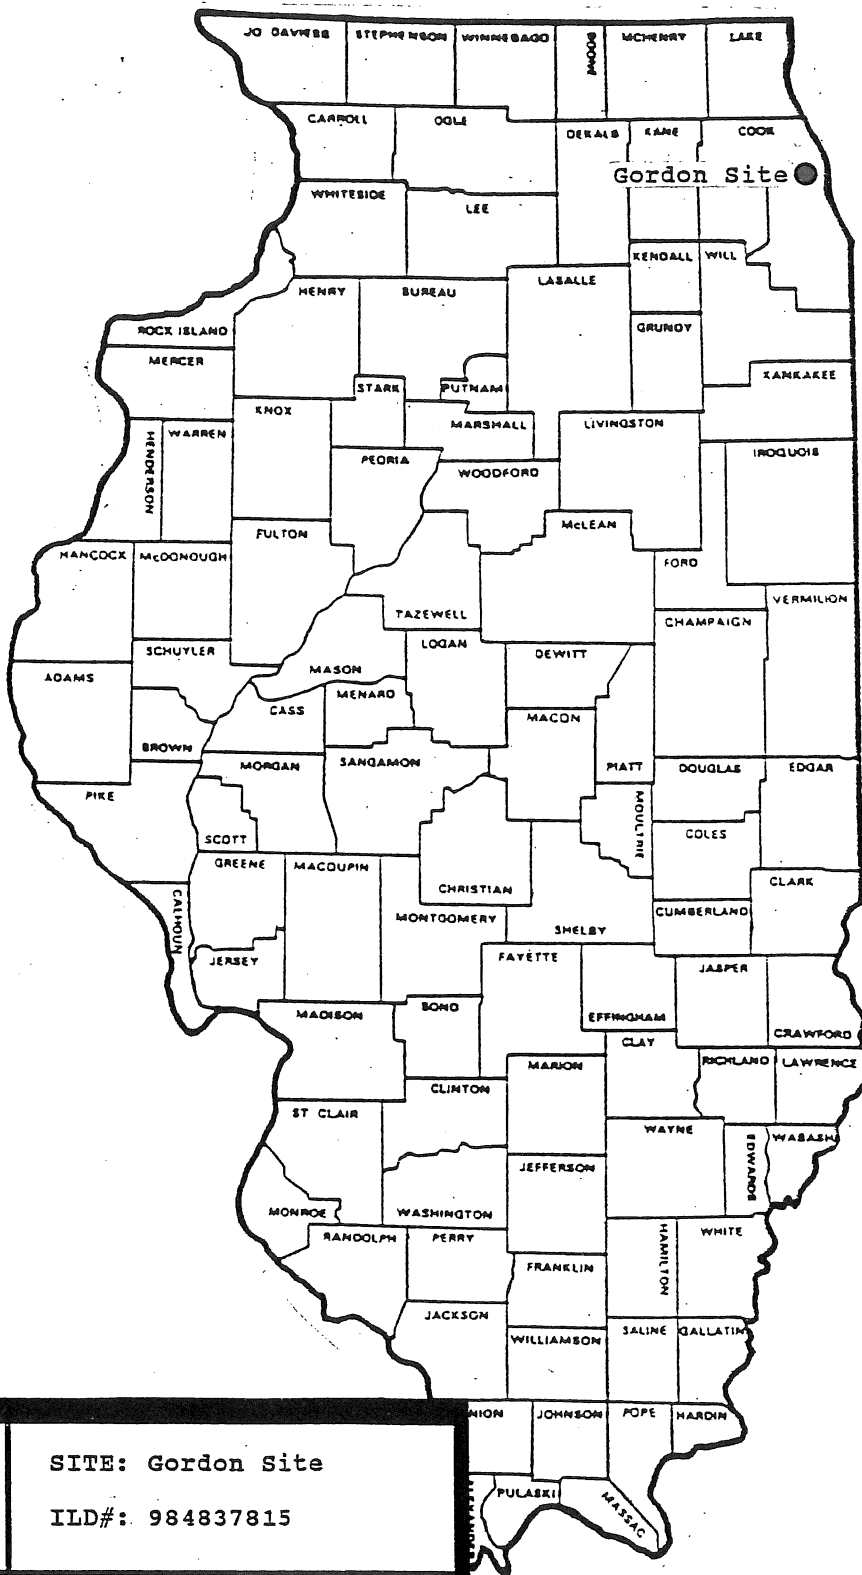 JO DAVIESS
STEPHENSON
WINNEBAGO
BOON
MCHENRY
LAKE
CARROLL
OGLE
DEKALB
KANE
COOK
Gordon Site
WHITESIDE
LEE
KENDALL
WILL
LASALLE
HENRY
BUREAU
ROCK ISLAND
GRUNDY
MERCER
STARK
PUTNAM
KANKAKEE
KNOX
MARSHALL
LIVINGSTON
HENDERSON
WARREN
PEORIA
WOODFORD
IROQUOIS
FULTON
McLEAN
HANCOCK
McDONOUGH
FORD
VERMILION
TAZEWELL
CHAMPAIGN
SCHUYLER
LOGAN
DEWITT
ADAMS
MASON
MENARD
CASS
MACON
BROWN
MORGAN
SANGAMON
PIATT
DOUGLAS
EDGAR
PIKE
MOULTRIE
SCOTT
COLES
GREENE
MACOUPIN
CLARK
CHRISTIAN
CALHOUN
MONTGOMERY
CUMBERLAND
SHELBY
JERSEY
FAYETTE
JASPER
MADISON
BOND
EFFINGHAM
CRAWFORD
CLAY
RICHLAND
LAWRENCE
MARION
CLINTON
ST CLAIR
WAYNE
EDWARDS
WABASH
JEFFERSON
MONROE
WASHINGTON
RANDOLPH
PERRY
HAMILTON
WHITE
FRANKLIN
JACKSON
WILLIAMSON
SALINE
GALLATIN
NION
JOHNSON
POPE
HARDIN
PULASKI
MASSAC
ALEXANDER
SITE: Gordon Site
ILD#: 984837815